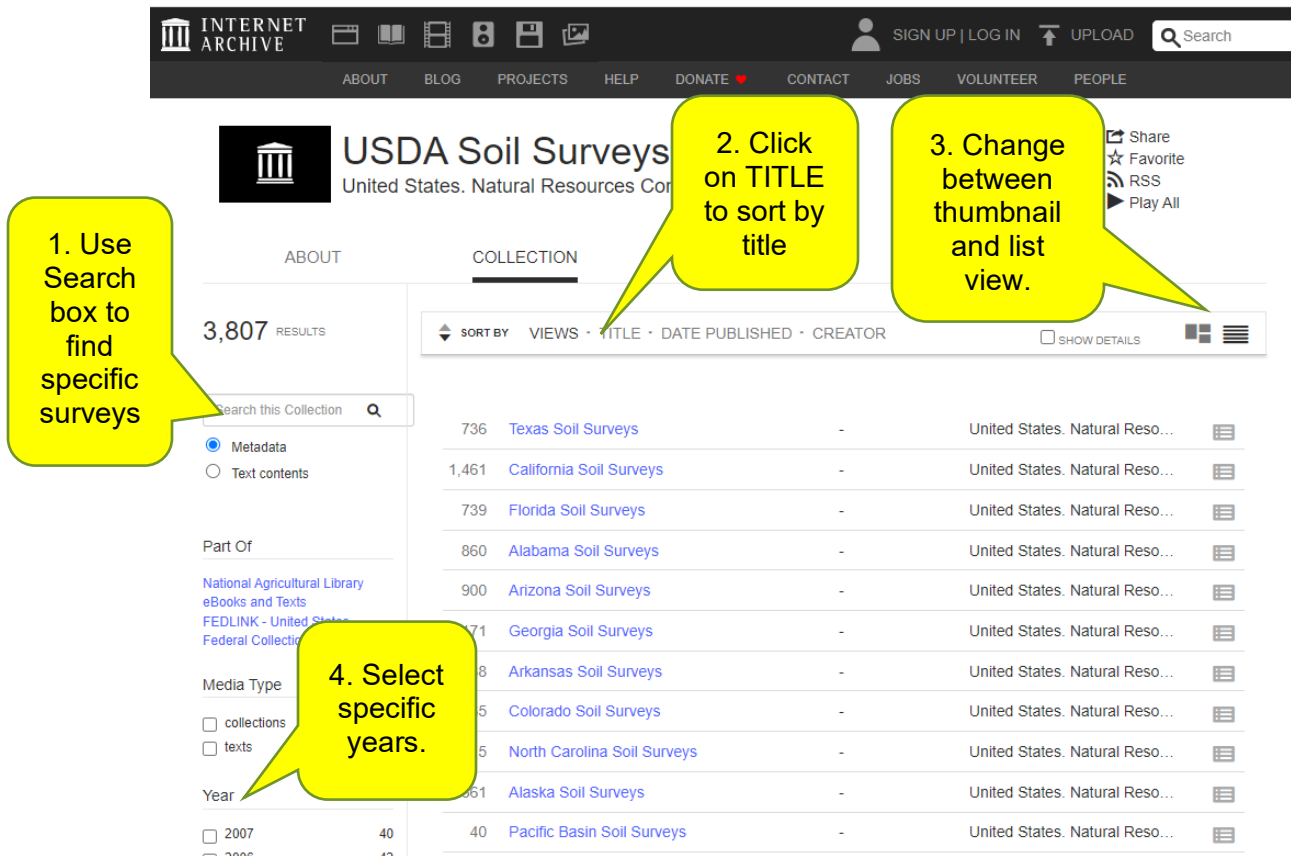 INTERNET
ARCHIVE
SIGN UP | LOG IN
UPLOAD
Search
ABOUT BLOG PROJECTS HELP DONATE CONTACT JOBS VOLUNTEER PEOPLE
USDA Soil Surveys
United States. Natural Resources
Share
Favorite
RSS
Play All
1. Use
Search
box to
find
specific
surveys
2. Click
on TITLE
to sort by
title
3. Change
between
thumbnail
and list
view.
ABOUT
COLLECTION
3,807 RESULTS
SORT BY VIEWS · TITLE · DATE PUBLISHED · CREATOR
SHOW DETAILS
Search this Collection
Metadata
Text contents
Part Of
National Agricultural Library
eBooks and Texts
FEDLINK - United States
Federal Collection
Media Type
collections
texts
4. Select
specific
years.
Year
2007 40
736 Texas Soil Surveys - United States. Natural Reso…
1,461 California Soil Surveys - United States. Natural Reso…
739 Florida Soil Surveys - United States. Natural Reso…
860 Alabama Soil Surveys - United States. Natural Reso…
900 Arizona Soil Surveys - United States. Natural Reso…
Georgia Soil Surveys - United States. Natural Reso…
Arkansas Soil Surveys - United States. Natural Reso…
Colorado Soil Surveys - United States. Natural Reso…
North Carolina Soil Surveys - United States. Natural Reso…
Alaska Soil Surveys - United States. Natural Reso…
40 Pacific Basin Soil Surveys - United States. Natural Reso…